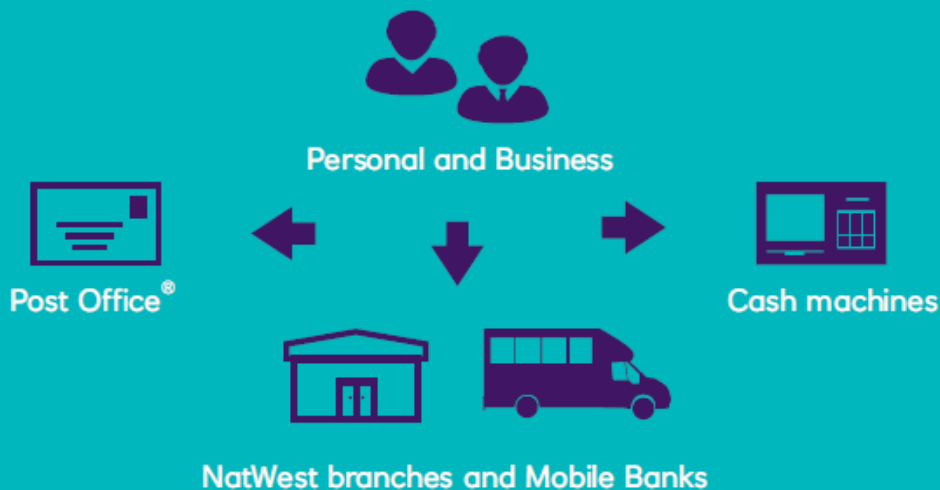 Personal and Business
Post Office®
Cash machines
NatWest branches and Mobile Banks